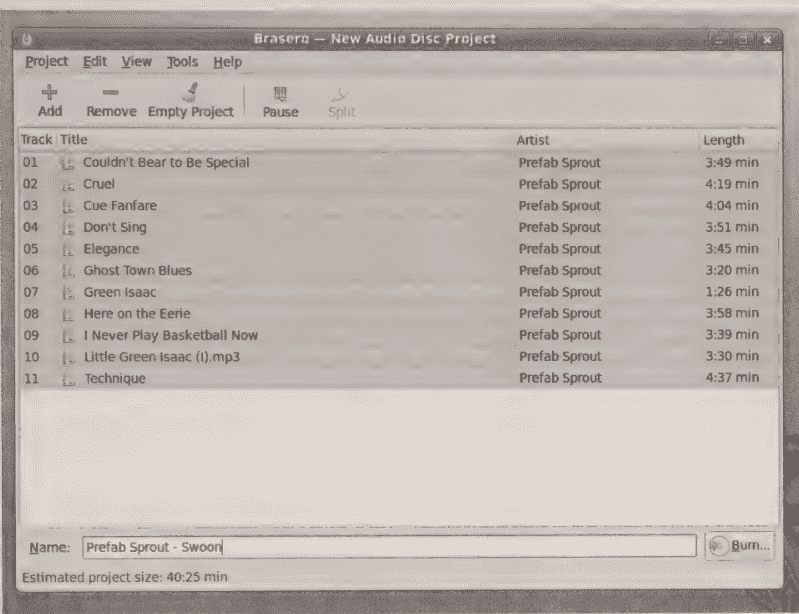 Brasero — New Audio Disc Project
Project Edit View Tools Help
Add Remove Empty Project Pause Split
Track Title Artist Length
01 Couldn't Bear to Be Special Prefab Sprout 3:49 min
02 Cruel Prefab Sprout 4:19 min
03 Cue Fanfare Prefab Sprout 4:04 min
04 Don't Sing Prefab Sprout 3:51 min
05 Elegance Prefab Sprout 3:45 min
06 Ghost Town Blues Prefab Sprout 3:20 min
07 Green Isaac Prefab Sprout 1:26 min
08 Here on the Eerie Prefab Sprout 3:58 min
09 I Never Play Basketball Now Prefab Sprout 3:39 min
10 Little Green Isaac (I).mp3 Prefab Sprout 3:30 min
11 Technique Prefab Sprout 4:37 min
Name: Prefab Sprout - Swoon Burn...
Estimated project size: 40:25 min